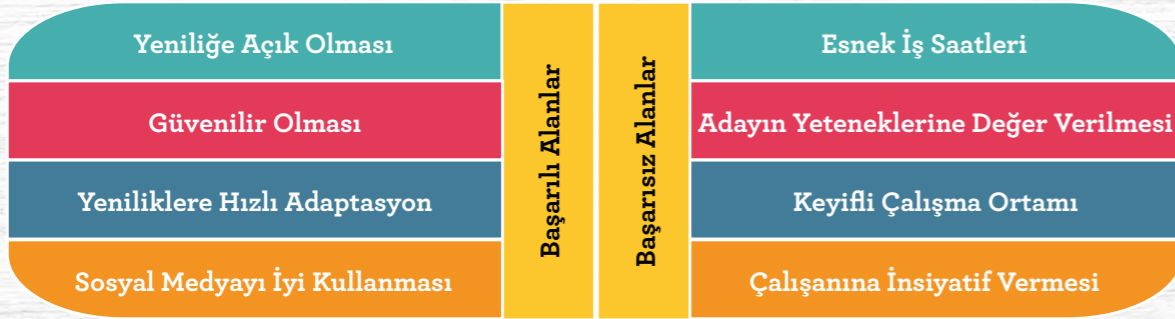 Yeniliğe Açık Olması
Güvenilir Olması
Yeniliklere Hızlı Adaptasyon
Sosyal Medyayı İyi Kullanması
Başarılı Alanlar
Başarısız Alanlar
Esnek İş Saatleri
Adayın Yeteneklerine Değer Verilmesi
Keyifli Çalışma Ortamı
Çalışanına İnsiyatif Vermesi